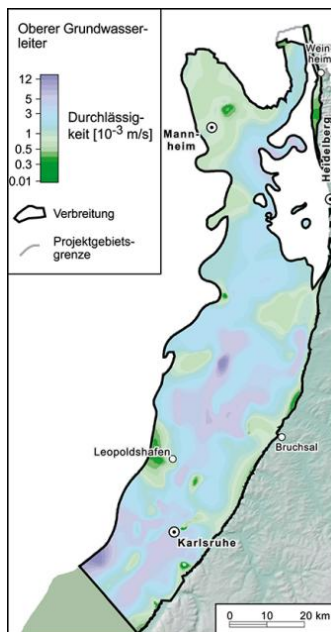 Oberer Grundwasser-
leiter
12
5
3
1
0.5
0.3
0.01
Durchlässig-
keit [10⁻³ m/s]
Verbreitung
Projektgebiets-
grenze
Wein-
heim
Mann-
heim
Heidelberg
Leopoldshafen
Bruchsal
Karlsruhe
0 10 20 km